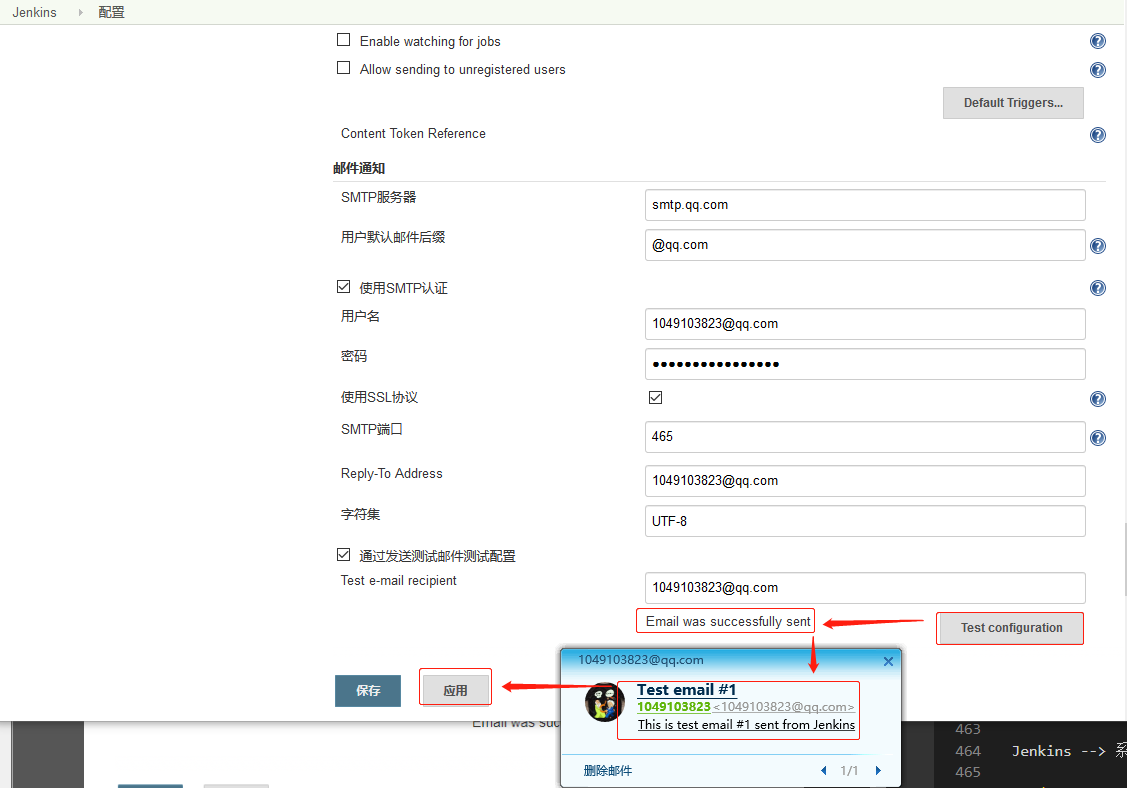 Jenkins 配置
Enable watching for jobs
Allow sending to unregistered users
Default Triggers...
Content Token Reference
邮件通知
SMTP服务器 smtp.qq.com
用户默认邮件后缀 @qq.com
使用SMTP认证
用户名 1049103823@qq.com
密码 ●●●●●●●●●●●●●●●●
使用SSL协议
SMTP端口 465
Reply-To Address 1049103823@qq.com
字符集 UTF-8
通过发送测试邮件测试配置
Test e-mail recipient 1049103823@qq.com
Email was successfully sent Test configuration
1049103823@qq.com
保存 应用
Test email #1
1049103823 <1049103823@qq.com>
This is test email #1 sent from Jenkins
Email was
463
464 Jenkins -->
465
删除邮件 1/1